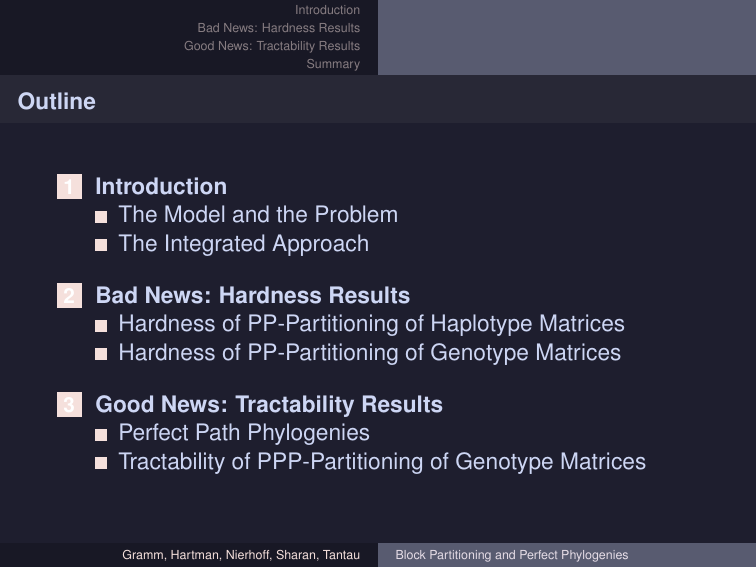 Introduction
Bad News: Hardness Results
Good News: Tractability Results
Summary
Outline
1 Introduction
The Model and the Problem
The Integrated Approach
2 Bad News: Hardness Results
Hardness of PP-Partitioning of Haplotype Matrices
Hardness of PP-Partitioning of Genotype Matrices
3 Good News: Tractability Results
Perfect Path Phylogenies
Tractability of PPP-Partitioning of Genotype Matrices
Gramm, Hartman, Nierhoff, Sharan, Tantau
Block Partitioning and Perfect Phylogenies